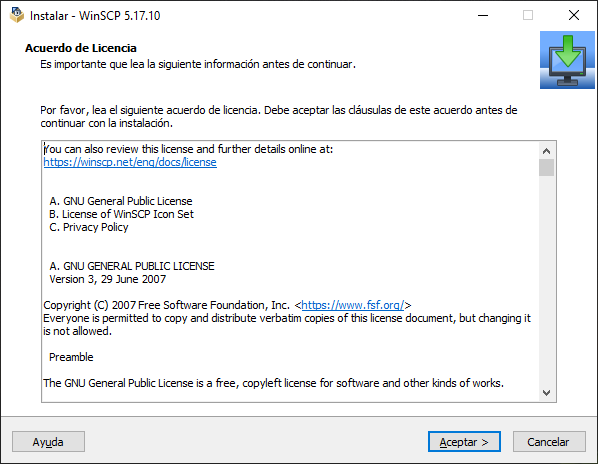 Instalar - WinSCP 5.17.10
Acuerdo de Licencia
Es importante que lea la siguiente información antes de continuar.
Por favor, lea el siguiente acuerdo de licencia. Debe aceptar las cláusulas de este acuerdo antes de
continuar con la instalación.
You can also review this license and further details online at:
https://winscp.net/eng/docs/license
A. GNU General Public License
B. License of WinSCP Icon Set
C. Privacy Policy
A. GNU GENERAL PUBLIC LICENSE
Version 3, 29 June 2007
Copyright (C) 2007 Free Software Foundation, Inc. <https://www.fsf.org/>
Everyone is permitted to copy and distribute verbatim copies of this license document, but changing it
is not allowed.
Preamble
The GNU General Public License is a free, copyleft license for software and other kinds of works.
Ayuda
Aceptar >
Cancelar